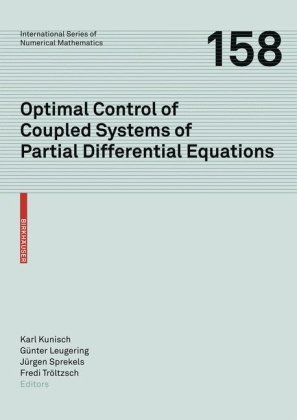 International Series of
Numerical Mathematics
158
Optimal Control of
Coupled Systems of
Partial Differential Equations
BIRKHÄUSER
Karl Kunisch
Günter Leugering
Jürgen Sprekels
Fredi Tröltzsch
Editors